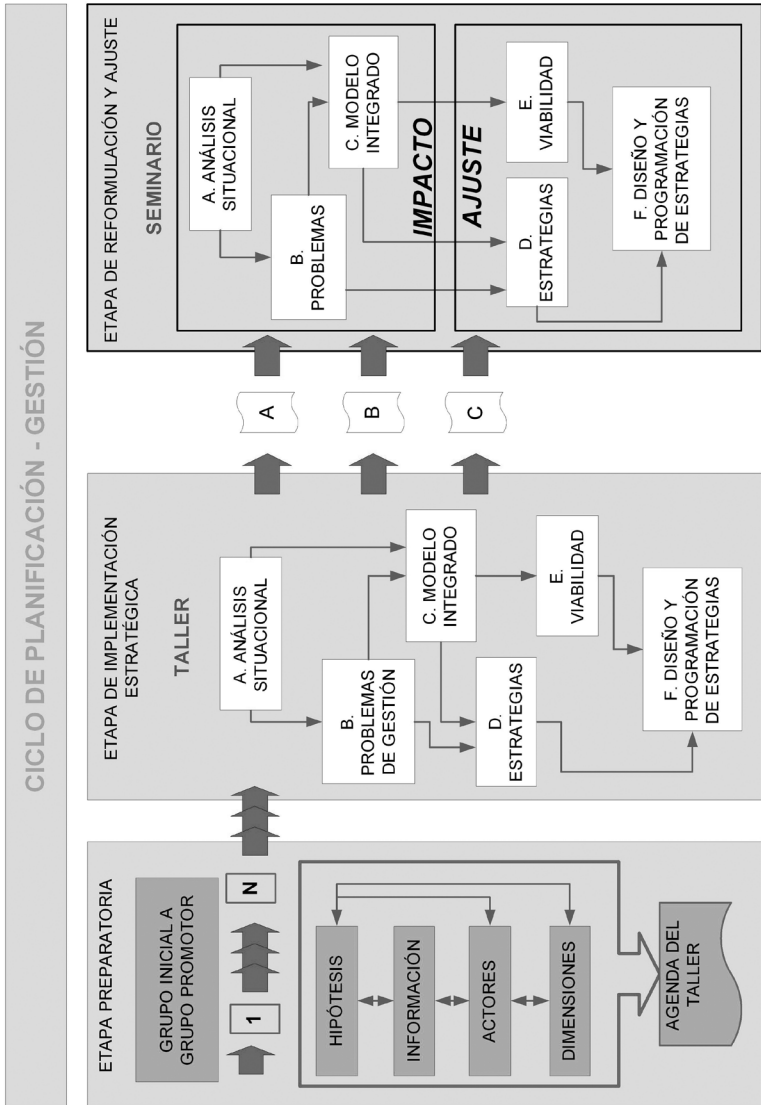 CICLO DE PLANIFICACIÓN - GESTIÓN
ETAPA PREPARATORIA
GRUPO INICIAL A
GRUPO PROMOTOR
1
N
HIPÓTESIS
INFORMACIÓN
ACTORES
DIMENSIONES
AGENDA DEL
TALLER
ETAPA DE IMPLEMENTACIÓN
ESTRATÉGICA
TALLER
A. ANÁLISIS
SITUACIONAL
B.
PROBLEMAS
DE GESTIÓN
C. MODELO
INTEGRADO
D.
ESTRATEGIAS
E.
VIABILIDAD
F. DISEÑO Y
PROGRAMACIÓN
DE ESTRATEGIAS
A
B
C
ETAPA DE REFORMULACIÓN Y AJUSTE
SEMINARIO
A. ANÁLISIS
SITUACIONAL
B.
PROBLEMAS
C. MODELO
INTEGRADO
IMPACTO
AJUSTE
D.
ESTRATEGIAS
E.
VIABILIDAD
F. DISEÑO Y
PROGRAMACIÓN
DE ESTRATEGIAS